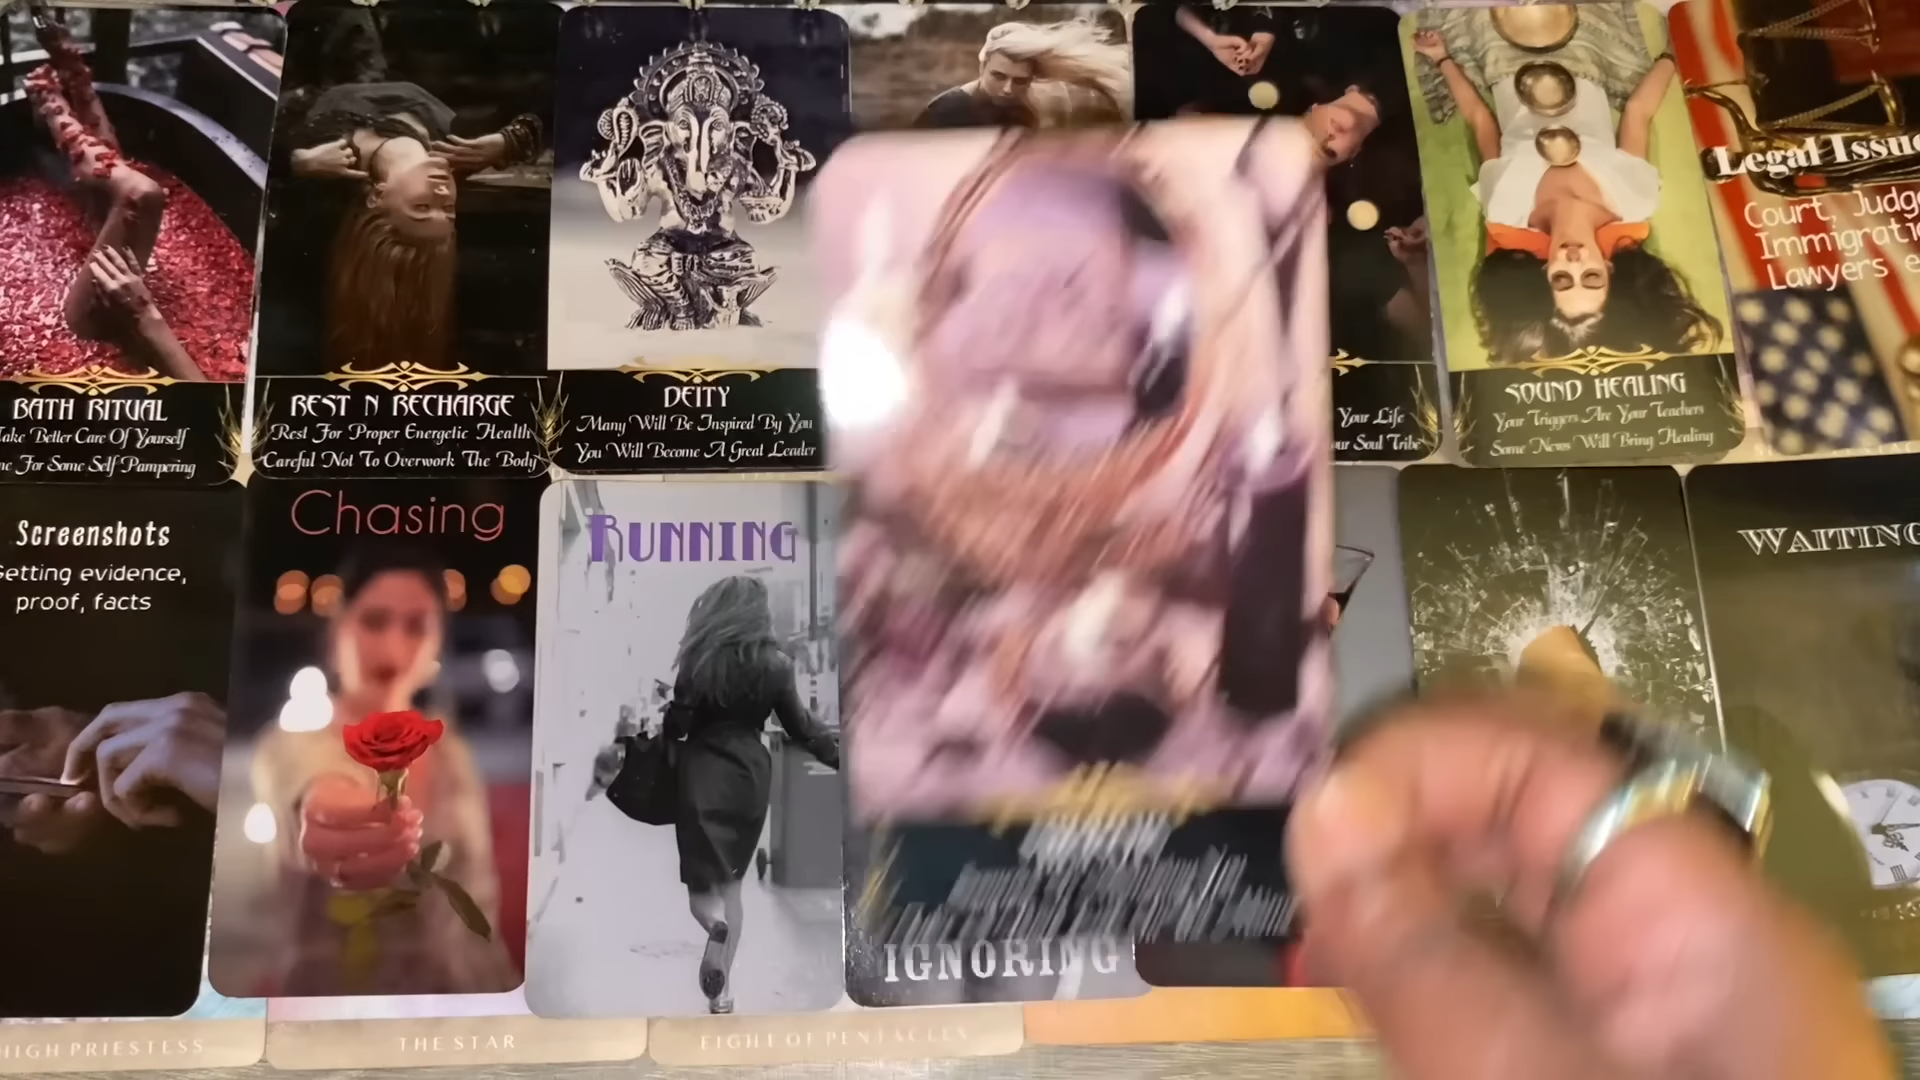 BATH RITUAL
Take Better Care Of Yourself
For Some Self Pampering
REST N RECHARGE
Rest For Proper Energetic Health
Careful Not To Overwork The Body
DEITY
Many Will Be Inspired By You
You Will Become A Great Leader
Your Life
Soul Tribe
SOUND HEALING
Your Triggers Are Your Teachers
Some News Will Bring Healing
Legal Issue
Court, Judge
Immigratio
Lawyers e
Screenshots
Getting evidence,
proof, facts
Chasing
RUNNING
IGNORING
WAITING
HIGH PRIESTESS
THE STAR
EIGHT OF PENTACLES